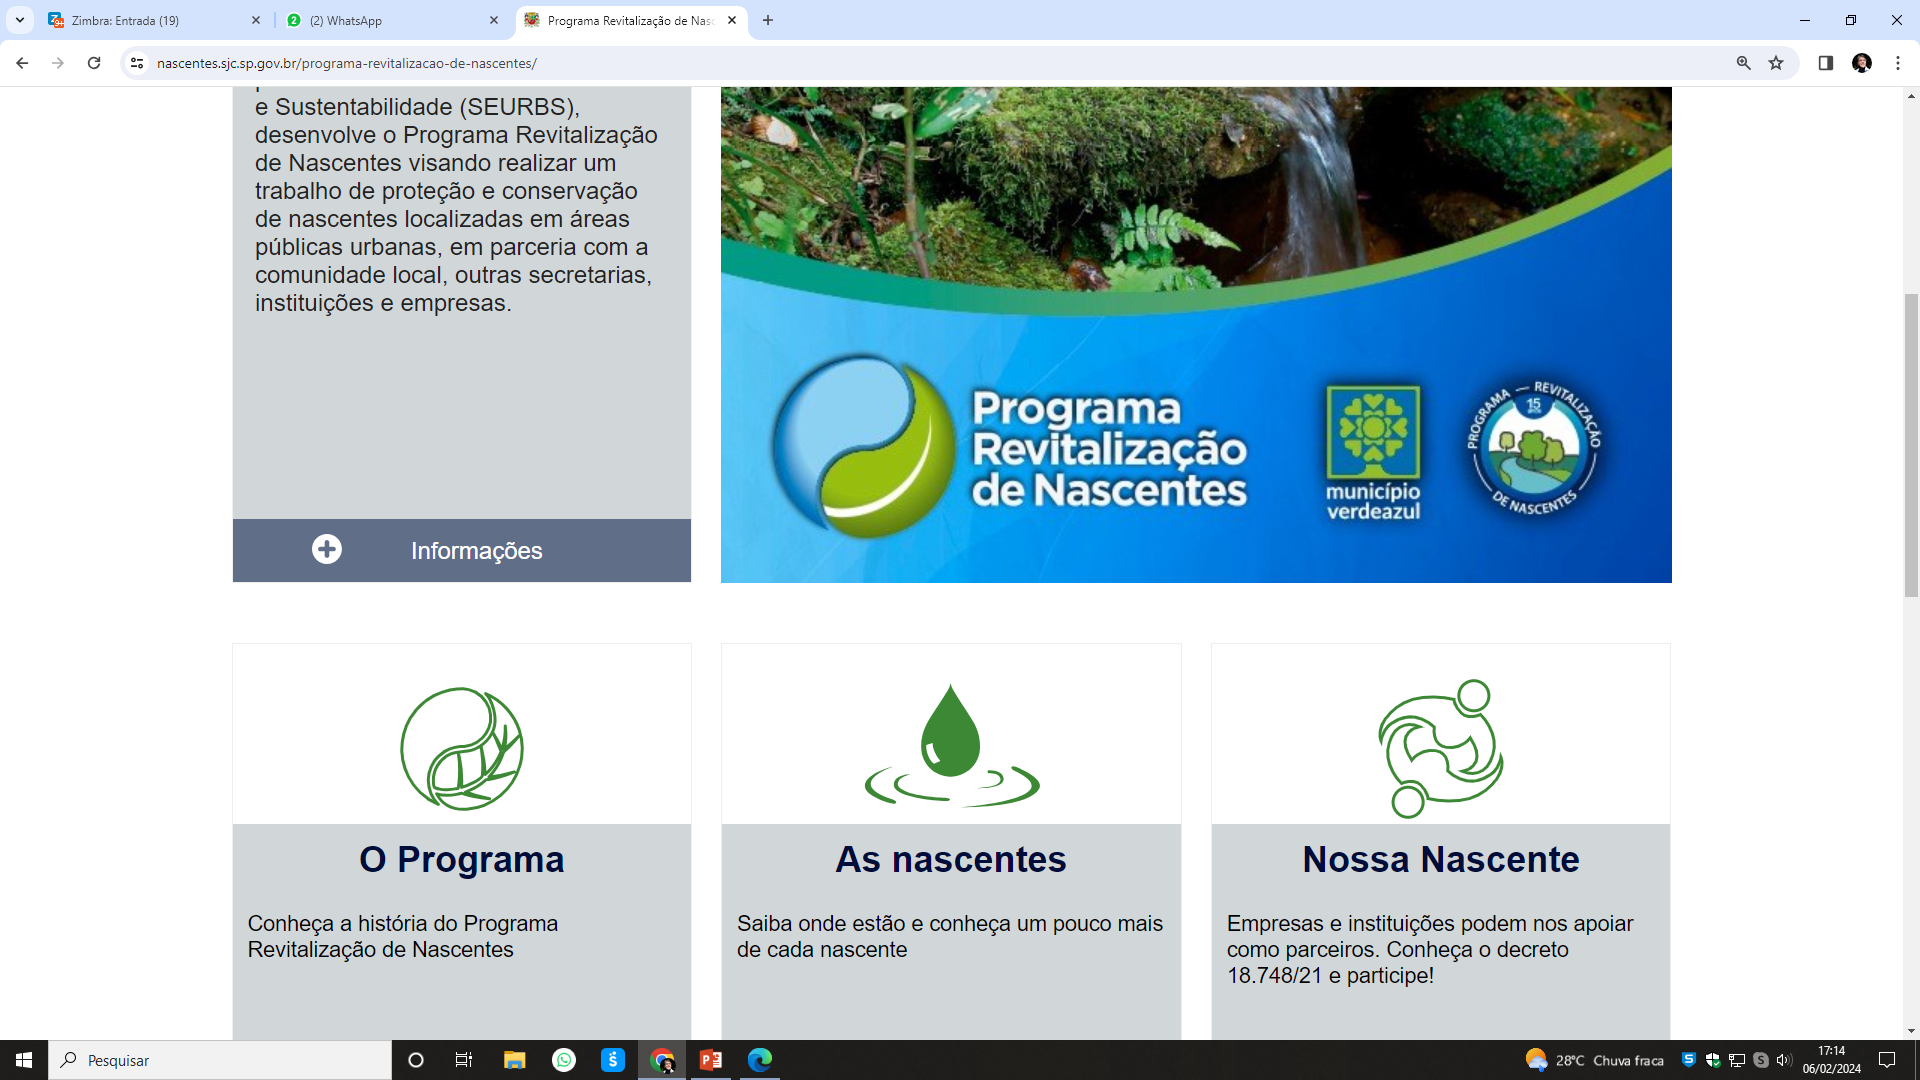 Zimbra: Entrada (19)
(2) WhatsApp
Programa Revitalização de Nasc
nascentes.sjc.sp.gov.br/programa-revitalizacao-de-nascentes/
e Sustentabilidade (SEURBS),
desenvolve o Programa Revitalização
de Nascentes visando realizar um
trabalho de proteção e conservação
de nascentes localizadas em áreas
públicas urbanas, em parceria com a
comunidade local, outras secretarias,
instituições e empresas.
Informações
Programa
Revitalização
de Nascentes
município
verdeazul
PROGRAMA — REVITALIZAÇÃO
15
anos
DE NASCENTES
O Programa
Conheça a história do Programa
Revitalização de Nascentes
As nascentes
Saiba onde estão e conheça um pouco mais
de cada nascente
Nossa Nascente
Empresas e instituições podem nos apoiar
como parceiros. Conheça o decreto
18.748/21 e participe!
Pesquisar
28°C Chuva fraca
17:14
06/02/2024